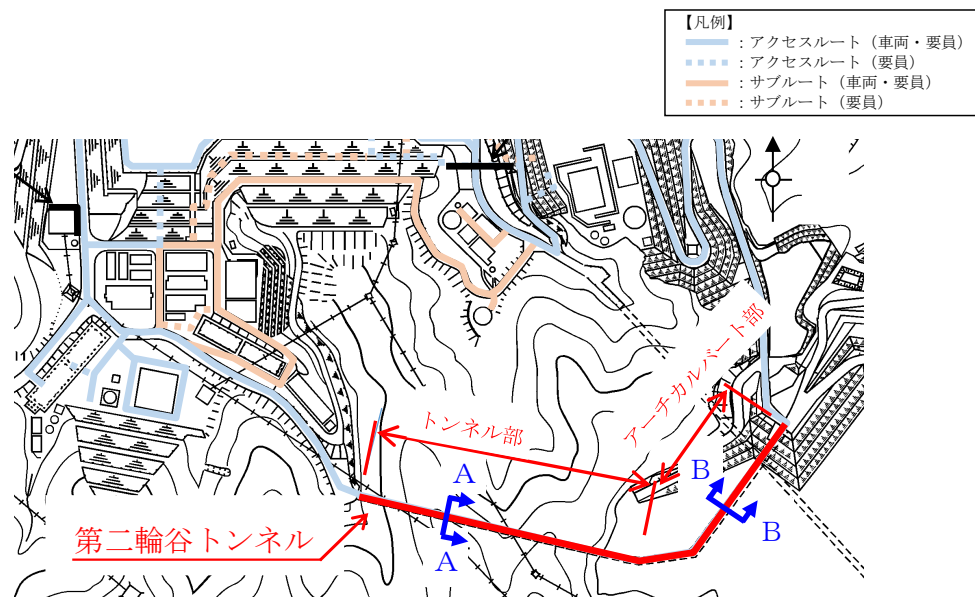 【凡例】
：アクセスルート（車両・要員）
：アクセスルート（要員）
：サブルート（車両・要員）
：サブルート（要員）
アーチカルバート部
トンネル部
A
A
B
B
第二輪谷トンネル